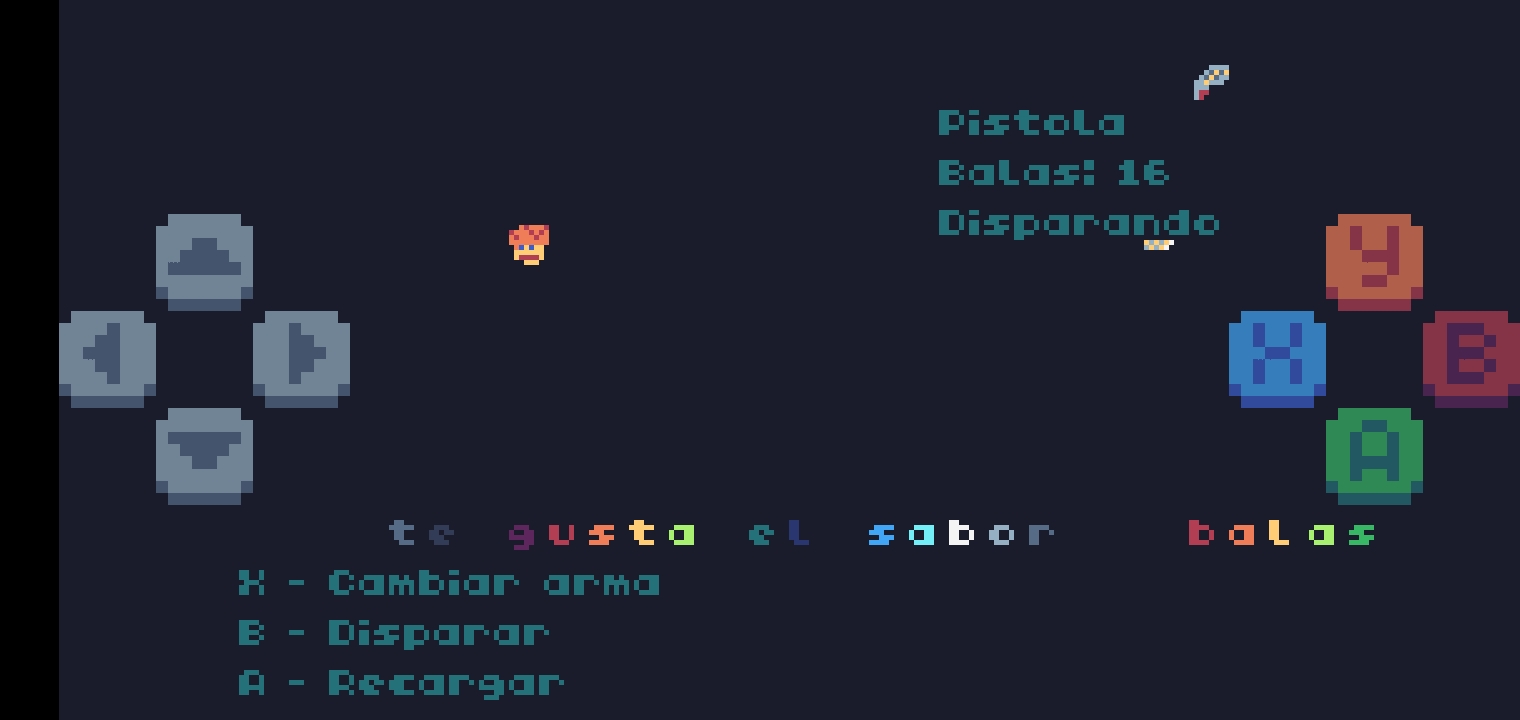 Pistola
Balas: 16
Disparando
Y
X B
A
te gusta el sabor balas
X - Cambiar arma
B - Disparar
A - Recargar